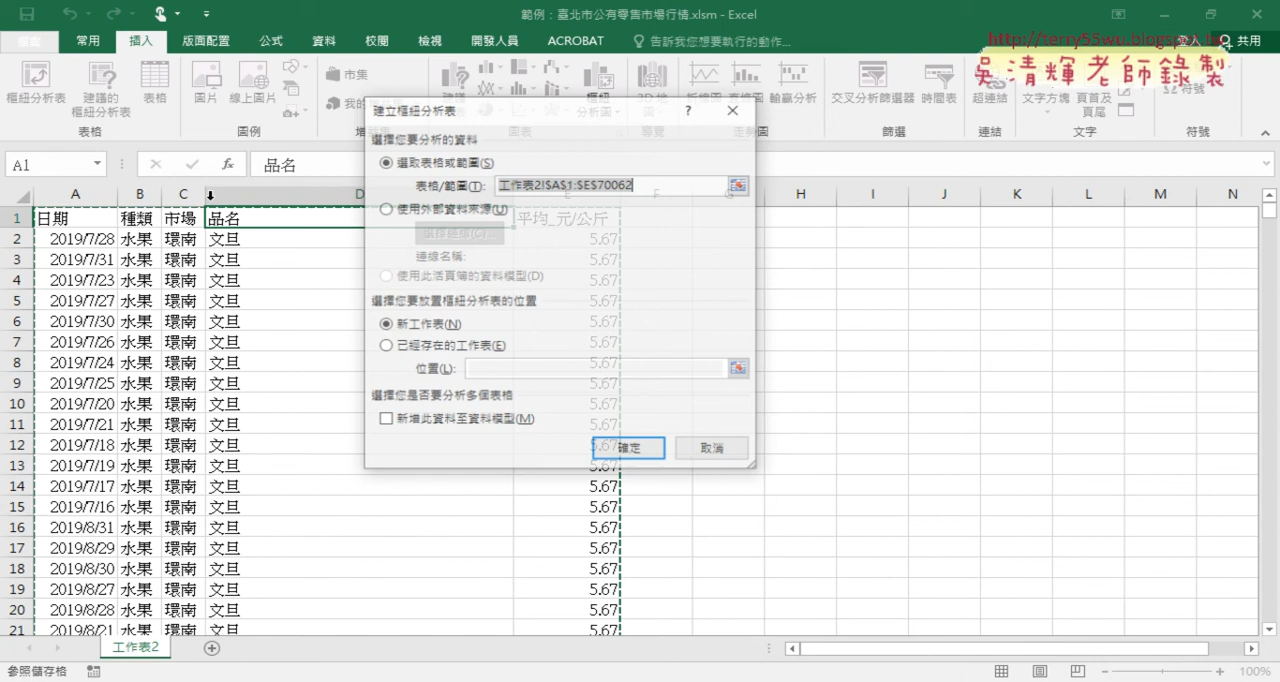 範例：臺北市公有零售市場行情.xlsm - Excel
常用 插入 版面配置 公式 資料 校閱 檢視 開發人員 ACROBAT 告訴我您想要執行的動作... 登入 共用
http://terry55wu.blogspot.tw
吳清輝老師錄製
樞紐分析表 建議的樞紐分析表 表格 圖片 線上圖片 市集 輸贏分析 交叉分析篩選器 時間表 超連結 文字方塊 頁首及頁尾 符號
表格 圖例 圖表 導覽 走勢圖 篩選 連結 文字 符號
A1 fx 品名
建立樞紐分析表 ?
選擇您要分析的資料
選取表格或範圍(S)
表格/範圍(T): 工作表2!$A$1:$E$70062
使用外部資料來源(U)
選擇連線(C)...
連線名稱:
使用此活頁簿的資料模型(D)
選擇您要放置樞紐分析表的位置
新工作表(N)
已經存在的工作表(E)
位置(L):
選擇您是否要分析多個表格
新增此資料至資料模型(M)
確定 取消
A B C D E F G H I J K L M N
1 日期 種類 市場 品名 平均_元/公斤
2 2019/7/28 水果 環南 文旦 5.67
3 2019/7/31 水果 環南 文旦 5.67
4 2019/7/23 水果 環南 文旦 5.67
5 2019/7/27 水果 環南 文旦 5.67
6 2019/7/30 水果 環南 文旦 5.67
7 2019/7/26 水果 環南 文旦 5.67
8 2019/7/24 水果 環南 文旦 5.67
9 2019/7/25 水果 環南 文旦 5.67
10 2019/7/20 水果 環南 文旦 5.67
11 2019/7/21 水果 環南 文旦 5.67
12 2019/7/18 水果 環南 文旦 5.67
13 2019/7/19 水果 環南 文旦 5.67
14 2019/7/17 水果 環南 文旦 5.67
15 2019/7/16 水果 環南 文旦 5.67
16 2019/8/31 水果 環南 文旦 5.67
17 2019/8/29 水果 環南 文旦 5.67
18 2019/8/30 水果 環南 文旦 5.67
19 2019/8/27 水果 環南 文旦 5.67
20 2019/8/28 水果 環南 文旦 5.67
21 2019/8/21 水果 環南 文旦 5.67
工作表2
參照儲存格 100%